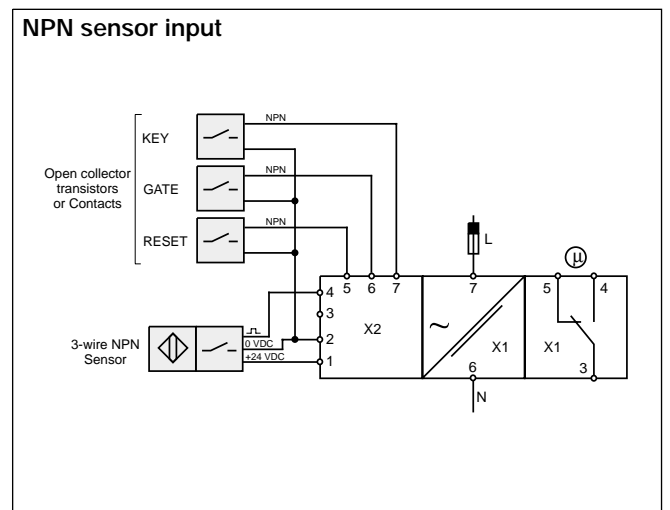 NPN sensor input
NPN
KEY
NPN
Open collector
transistors
or Contacts
GATE
NPN
RESET
L
µ
5 6 7
7
5 4
4
3
X2
~
X1
X1
3-wire NPN
Sensor
0 VDC
2
+24 VDC
1
6
3
N